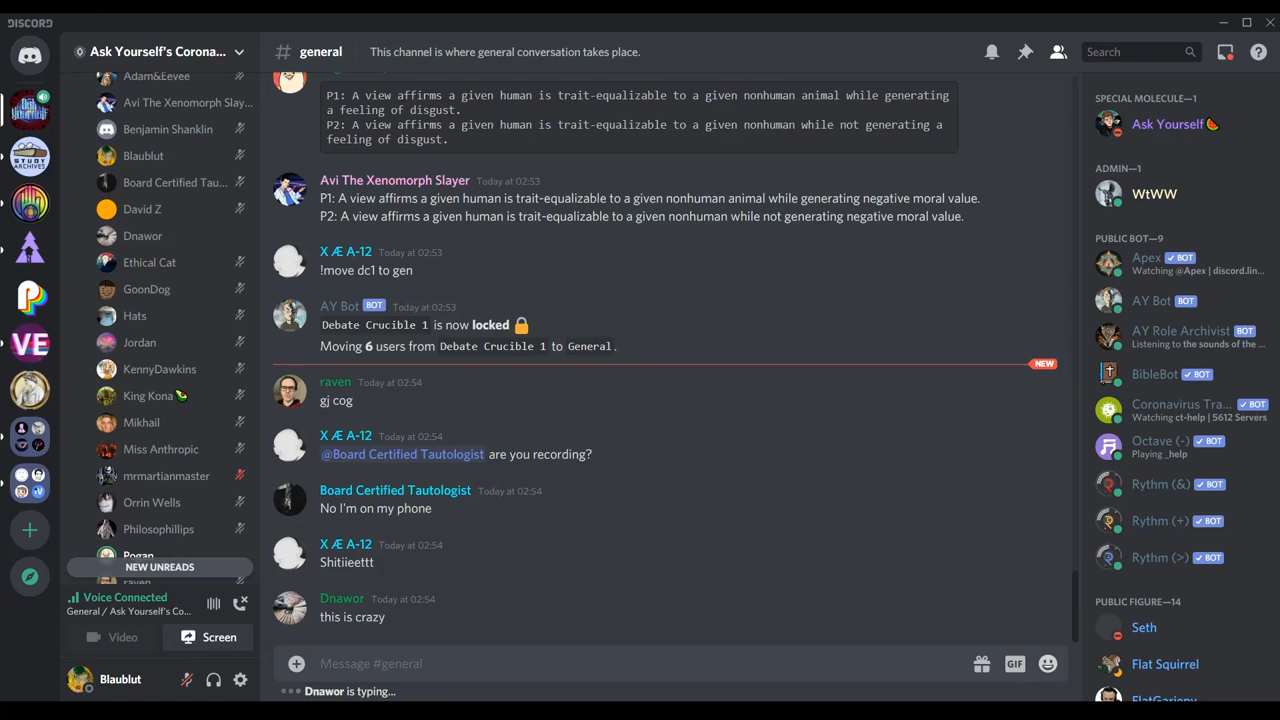 DISCORD
Ask Yourself's Corona...
general
This channel is where general conversation takes place.
Search
Adam&Eevee
Avi The Xenomorph Slay...
Benjamin Shanklin
Blaublut
Board Certified Tau...
David Z
Dnawor
Ethical Cat
GoonDog
Hats
Jordan
KennyDawkins
King Kona🥑
Mikhail
Miss Anthropic
mrmartianmaster
Orrin Wells
Philosophillips
Pogan
raven
NEW UNREADS
Voice Connected
General / Ask Yourself's Co...
Video
Screen
Blaublut
STUDY
ARCHIVES
VE
P1: A view affirms a given human is trait-equalizable to a given nonhuman animal while generating
a feeling of disgust.
P2: A view affirms a given human is trait-equalizable to a given nonhuman while not generating a
feeling of disgust.
Avi The Xenomorph Slayer Today at 02:53
P1: A view affirms a given human is trait-equalizable to a given nonhuman animal while generating negative moral value.
P2: A view affirms a given human is trait-equalizable to a given nonhuman while not generating negative moral value.
X Æ A-12 Today at 02:53
!move dc1 to gen
AY Bot BOT Today at 02:53
Debate Crucible 1 is now locked 🔒
Moving 6 users from Debate Crucible 1 to General.
NEW
raven Today at 02:54
gj cog
X Æ A-12 Today at 02:54
@Board Certified Tautologist are you recording?
Board Certified Tautologist Today at 02:54
No I'm on my phone
X Æ A-12 Today at 02:54
Shitiieettt
Dnawor Today at 02:54
this is crazy
Message #general
GIF
Dnawor is typing...
SPECIAL MOLECULE—1
Ask Yourself🍉
ADMIN—1
WtWW
PUBLIC BOT—9
Apex ✓ BOT
Watching @Apex | discord.lin...
AY Bot BOT
AY Role Archivist BOT
Listening to the sounds of the ...
BibleBot ✓ BOT
Coronavirus Tra... ✓ BOT
Watching ct-help | 5612 Servers
Octave (-) ✓ BOT
Playing _help
Rythm (&) ✓ BOT
Rythm (+) ✓ BOT
Rythm (>) ✓ BOT
PUBLIC FIGURE—14
Seth
Flat Squirrel
FlatGarieny